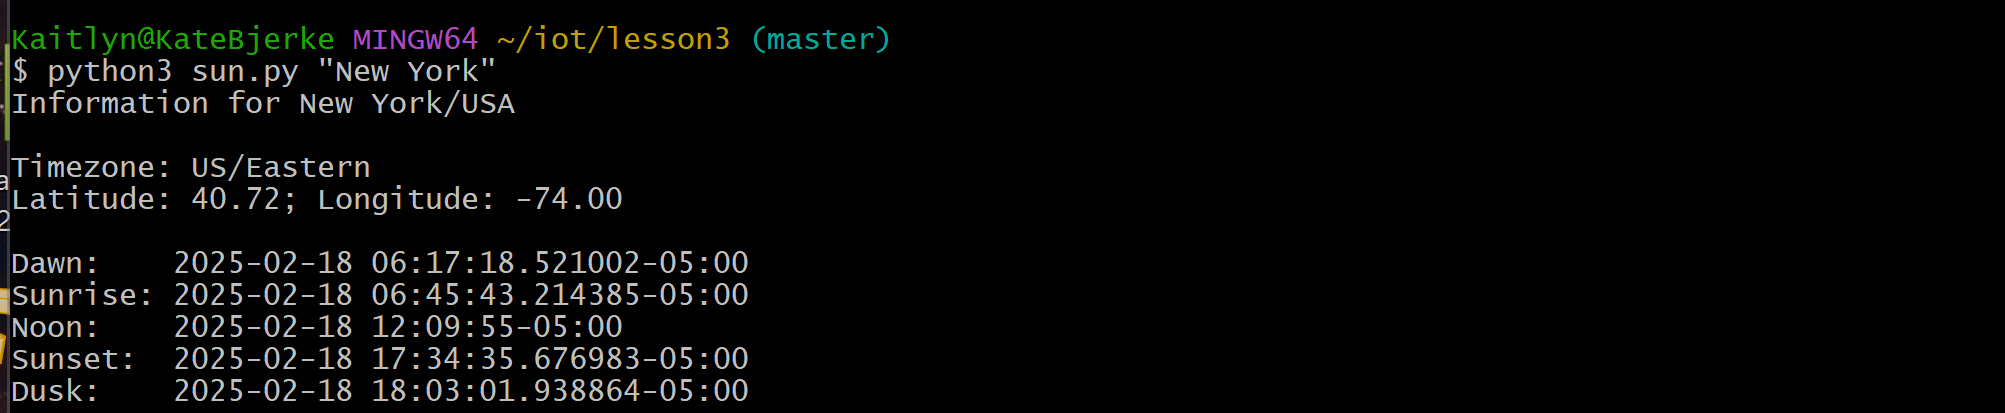 Kaitlyn@KateBjerke MINGW64 ~/iot/lesson3 (master)
$ python3 sun.py "New York"
Information for New York/USA
Timezone: US/Eastern
Latitude: 40.72; Longitude: -74.00
Dawn:    2025-02-18 06:17:18.521002-05:00
Sunrise: 2025-02-18 06:45:43.214385-05:00
Noon:    2025-02-18 12:09:55-05:00
Sunset:  2025-02-18 17:34:35.676983-05:00
Dusk:    2025-02-18 18:03:01.938864-05:00